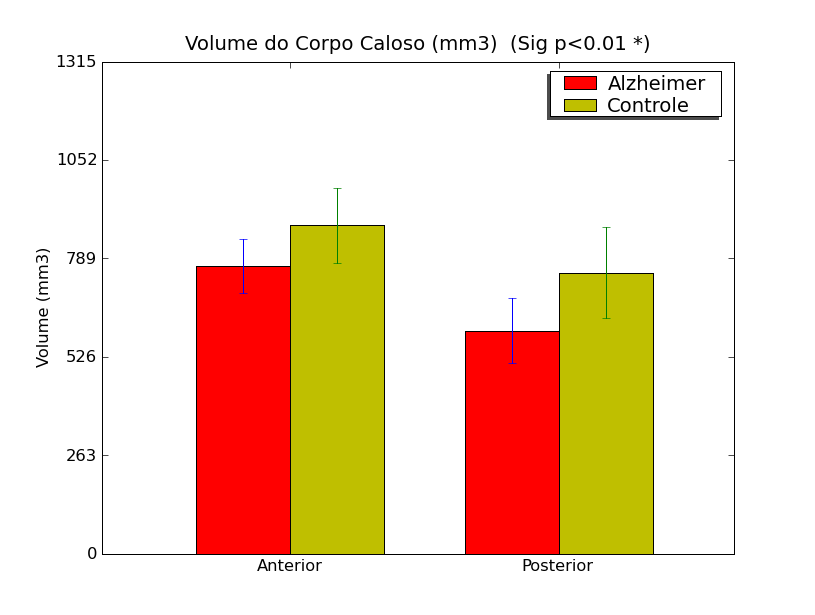 Volume do Corpo Caloso (mm3)  (Sig p<0.01 *)
1315
Alzheimer
Controle
1052
789
Volume (mm3)
526
263
0
Anterior
Posterior